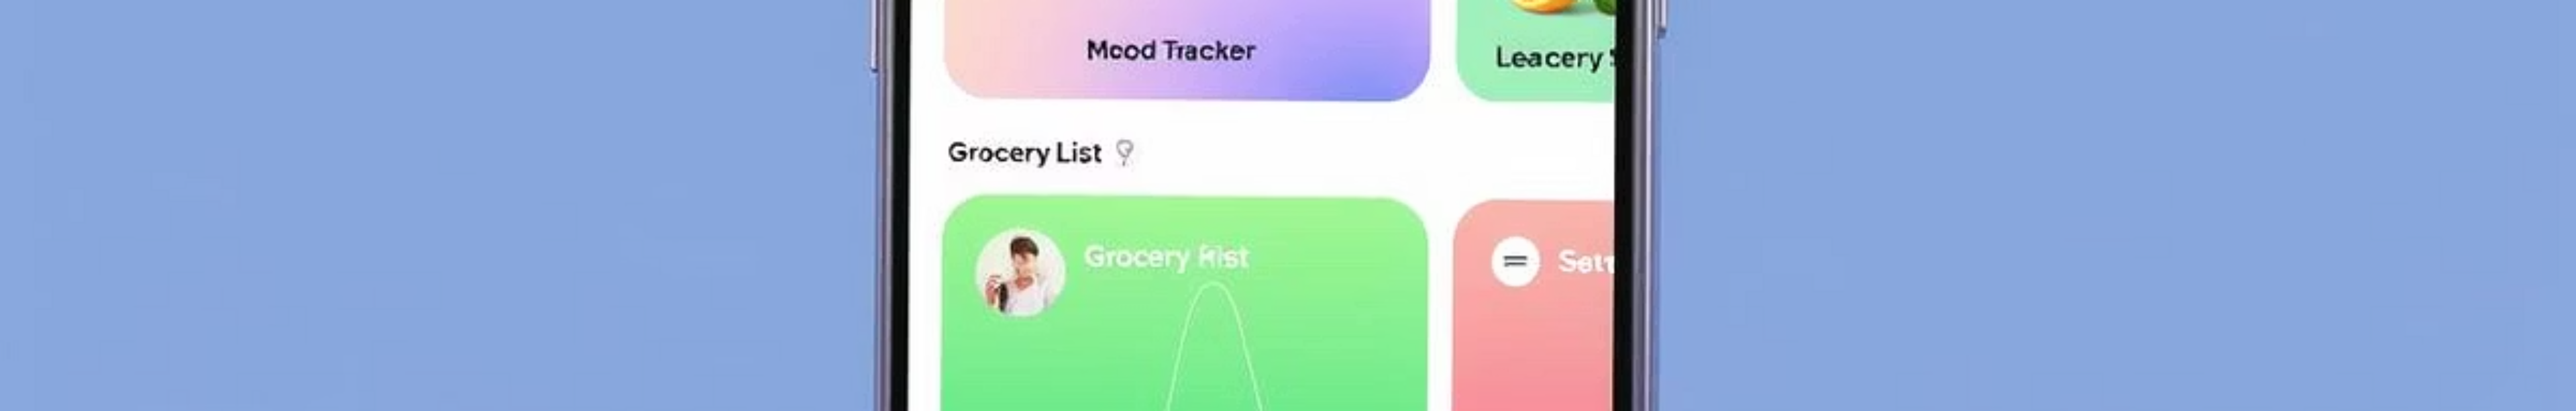 Mood Tracker
Leacery
Grocery List
Grocery Rist
Sett